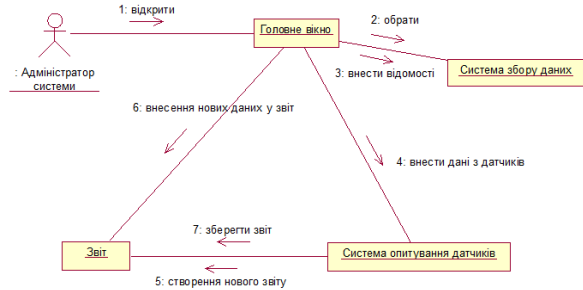 1: відкрити
Головне вікно
2: обрати
: Адміністратор
системи
3: внести відомості
Система збору даних
6: внесення нових даних у звіт
4: внести дані з датчиків
7: зберегти звіт
Звіт
Система опитування датчиків
5: створення нового звіту